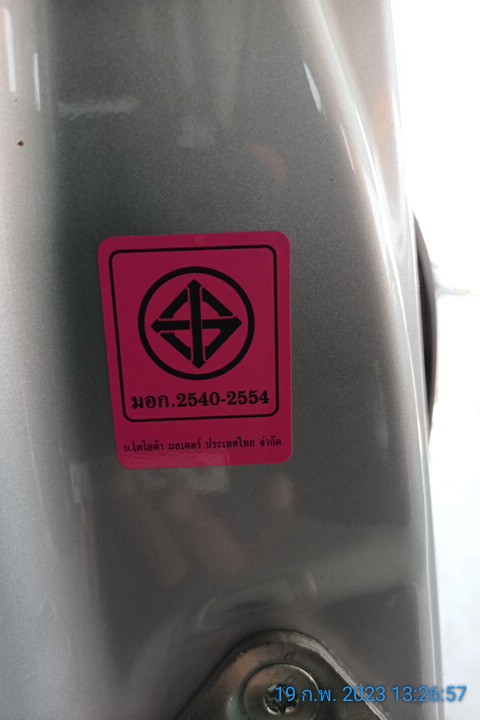 มอก.2540-2554
บ.โตโยต้า มอเตอร์ ประเทศไทย จำกัด
19 ก.พ. 2023 13:26:57